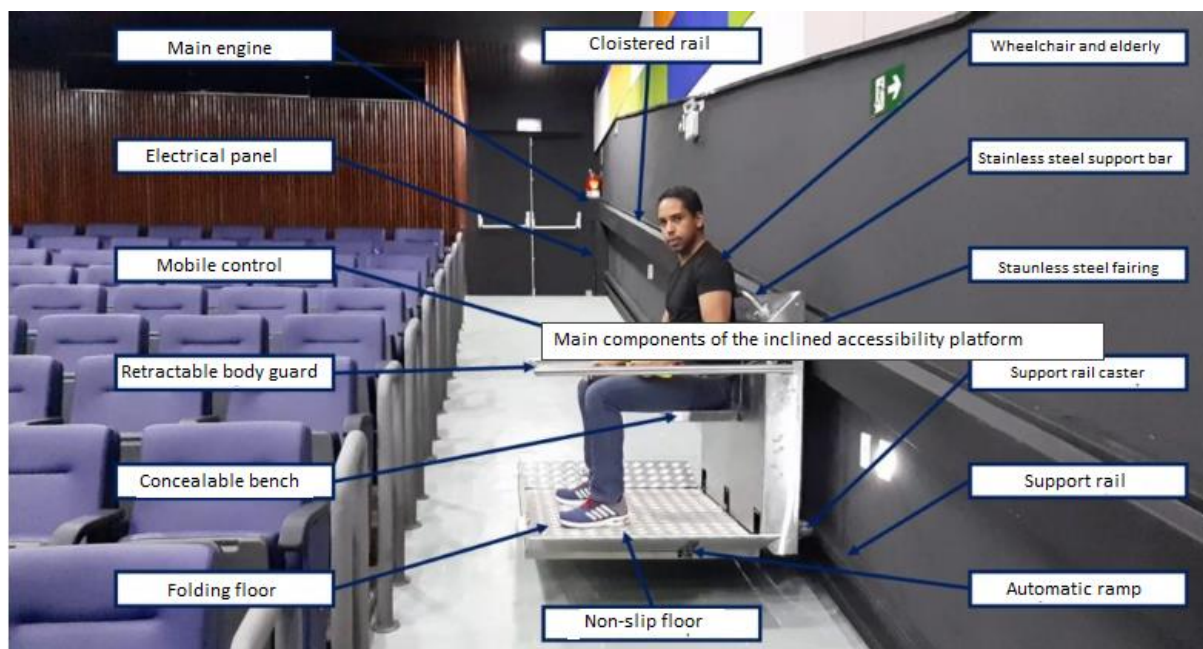 Main engine
Cloistered rail
Wheelchair and elderly
Electrical panel
Stainless steel support bar
Mobile control
Staunless steel fairing
Main components of the inclined accessibility platform
Retractable body guard
Support rail caster
Concealable bench
Support rail
Folding floor
Non-slip floor
Automatic ramp